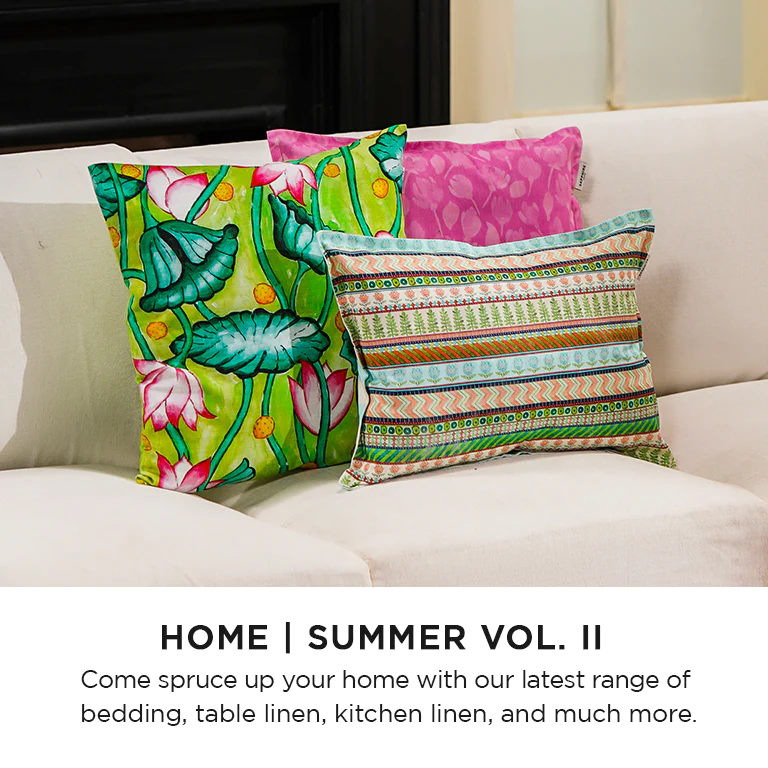 HOME | SUMMER VOL. II
Come spruce up your home with our latest range of
bedding, table linen, kitchen linen, and much more.